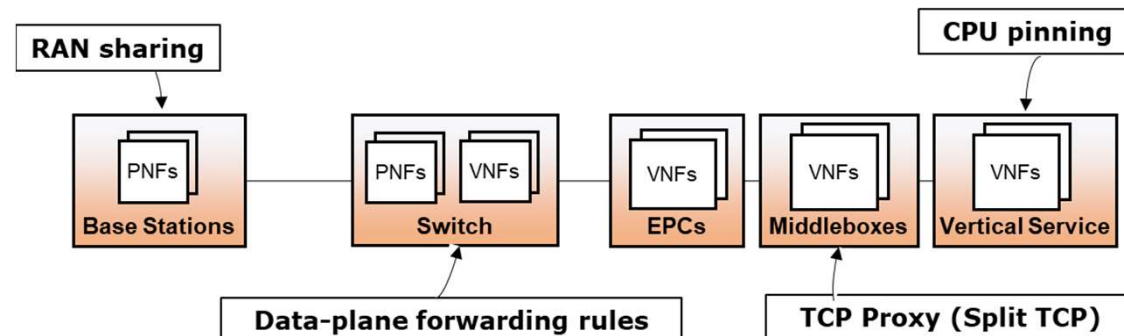 RAN sharing
CPU pinning
PNFs
Base Stations
PNFs
VNFs
Switch
VNFs
EPCs
VNFs
Middleboxes
VNFs
Vertical Service
Data-plane forwarding rules
TCP Proxy (Split TCP)